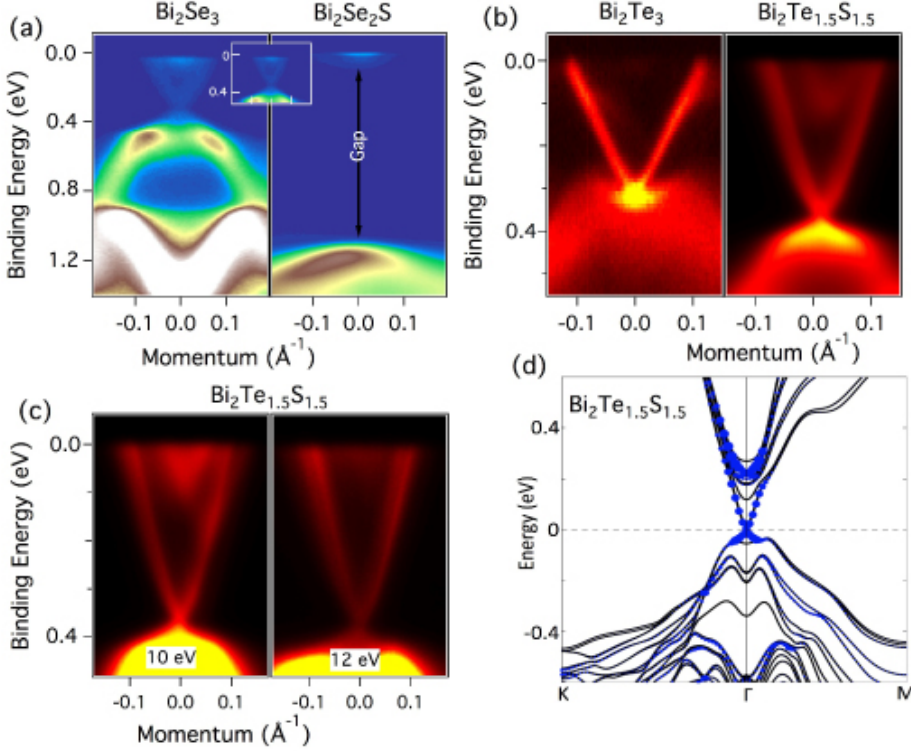 (a)
Bi2Se3
Bi2Se2S
Binding Energy (eV)
0.0
0.4
0.8
1.2
0
0.4
Gap
-0.1 0.0 0.1
-0.1 0.0 0.1
Momentum (Å-1)
(b)
Bi2Te3
Bi2Te1.5S1.5
Binding Energy (eV)
0.0
0.4
-0.1 0.0 0.1
-0.1 0.0 0.1
Momentum (Å-1)
(c)
Bi2Te1.5S1.5
Binding Energy (eV)
0.0
0.4
10 eV
12 eV
-0.1 0.0 0.1
-0.1 0.0 0.1
Momentum (Å-1)
(d)
Bi2Te1.5S1.5
Energy (eV)
0.4
0
-0.4
K Γ M